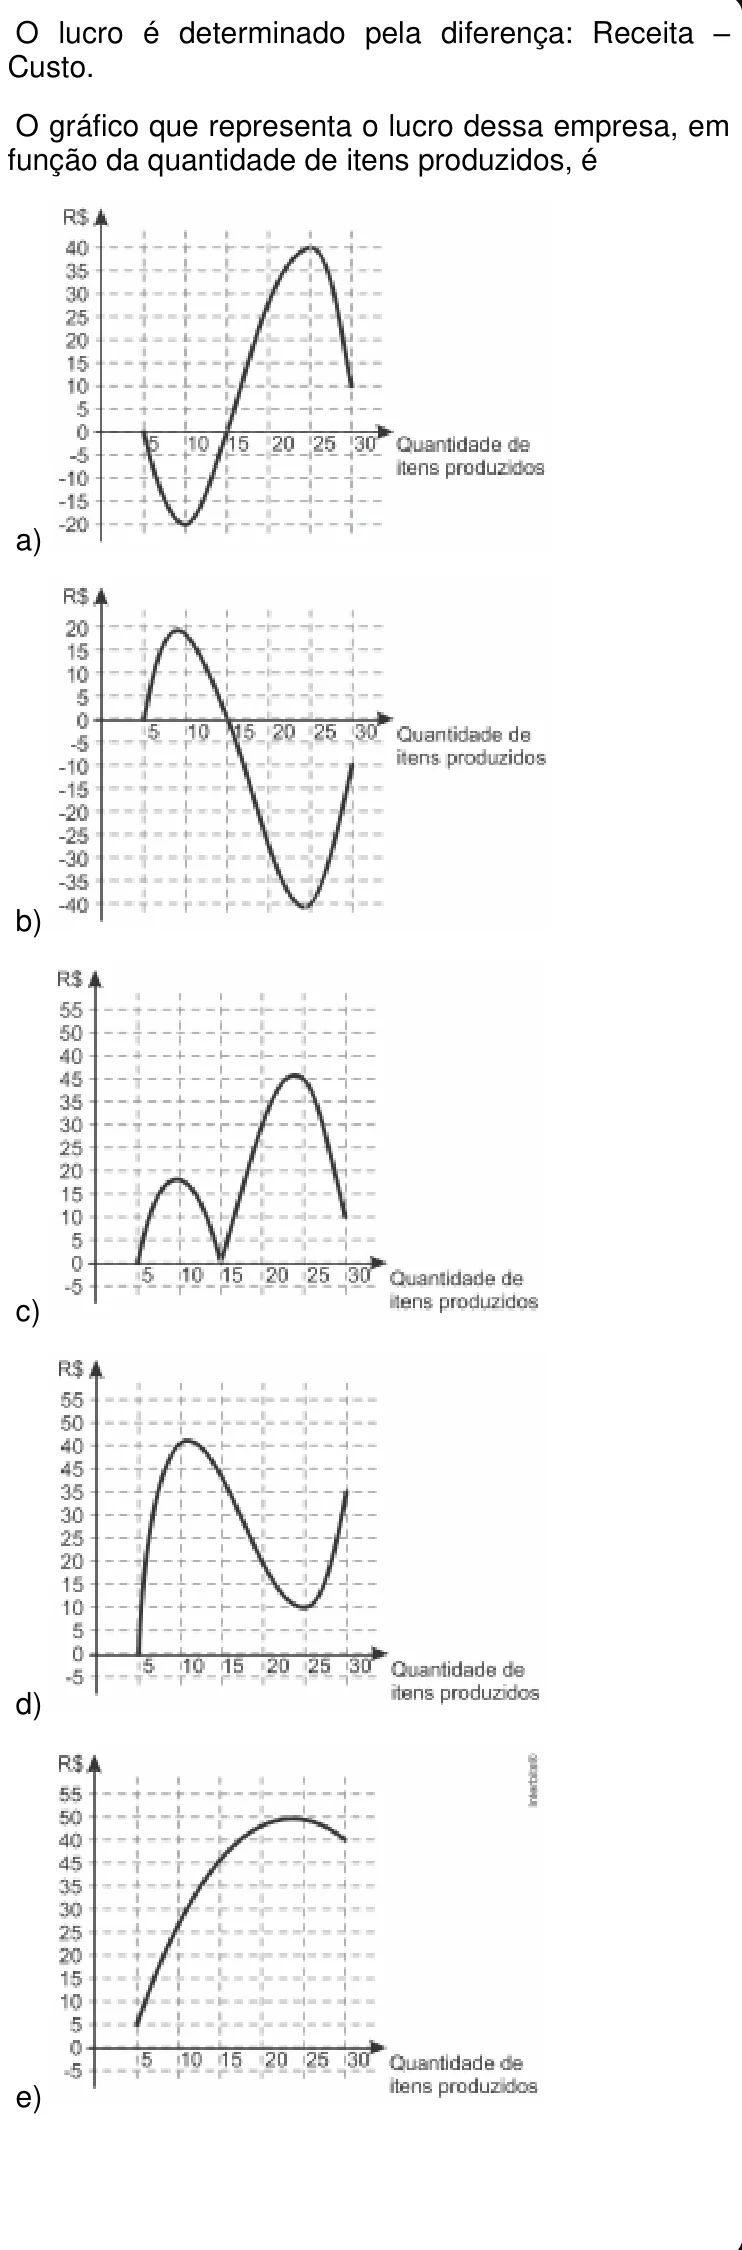 O lucro é determinado pela diferença: Receita –
Custo.
O gráfico que representa o lucro dessa empresa, em
função da quantidade de itens produzidos, é
R$
40
35
30
25
20
15
10
5
0
-5
-10
-15
-20
5 10 15 20 25 30
Quantidade de
itens produzidos
a)
R$
20
15
10
5
0
-5
-10
-15
-20
-25
-30
-35
-40
5 10 15 20 25 30
Quantidade de
itens produzidos
b)
R$
55
50
40
45
35
30
25
20
15
10
5
0
-5
5 10 15 20 25 30
Quantidade de
itens produzidos
c)
R$
55
50
40
45
35
30
25
20
15
10
5
0
-5
5 10 15 20 25 30
Quantidade de
itens produzidos
d)
R$
55
50
40
45
35
30
25
20
15
10
5
0
-5
5 10 15 20 25 30
Quantidade de
itens produzidos
Interbits®
e)